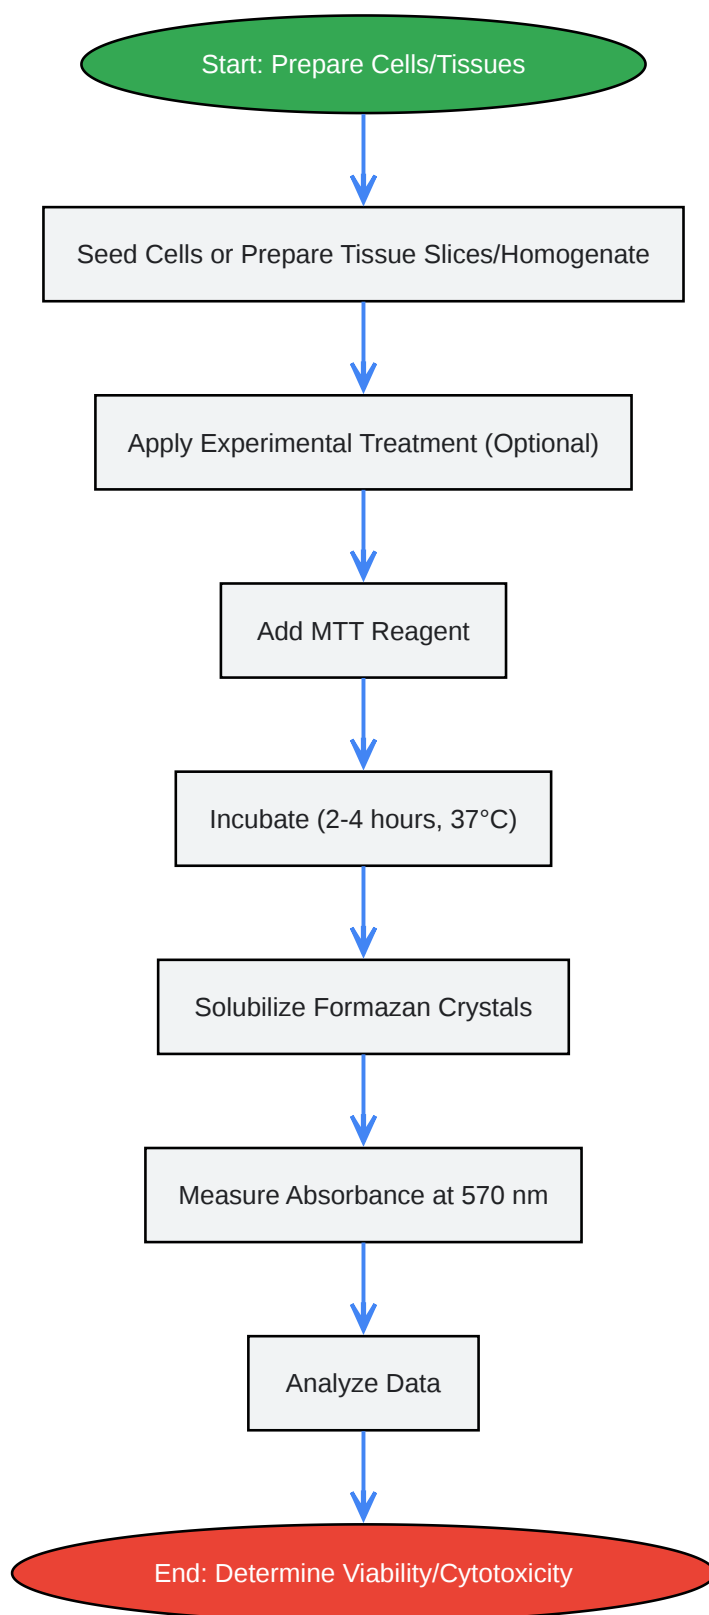 Start: Prepare Cells/Tissues
Seed Cells or Prepare Tissue Slices/Homogenate
Apply Experimental Treatment (Optional)
Add MTT Reagent
Incubate (2-4 hours, 37°C)
Solubilize Formazan Crystals
Measure Absorbance at 570 nm
Analyze Data
End: Determine Viability/Cytotoxicity